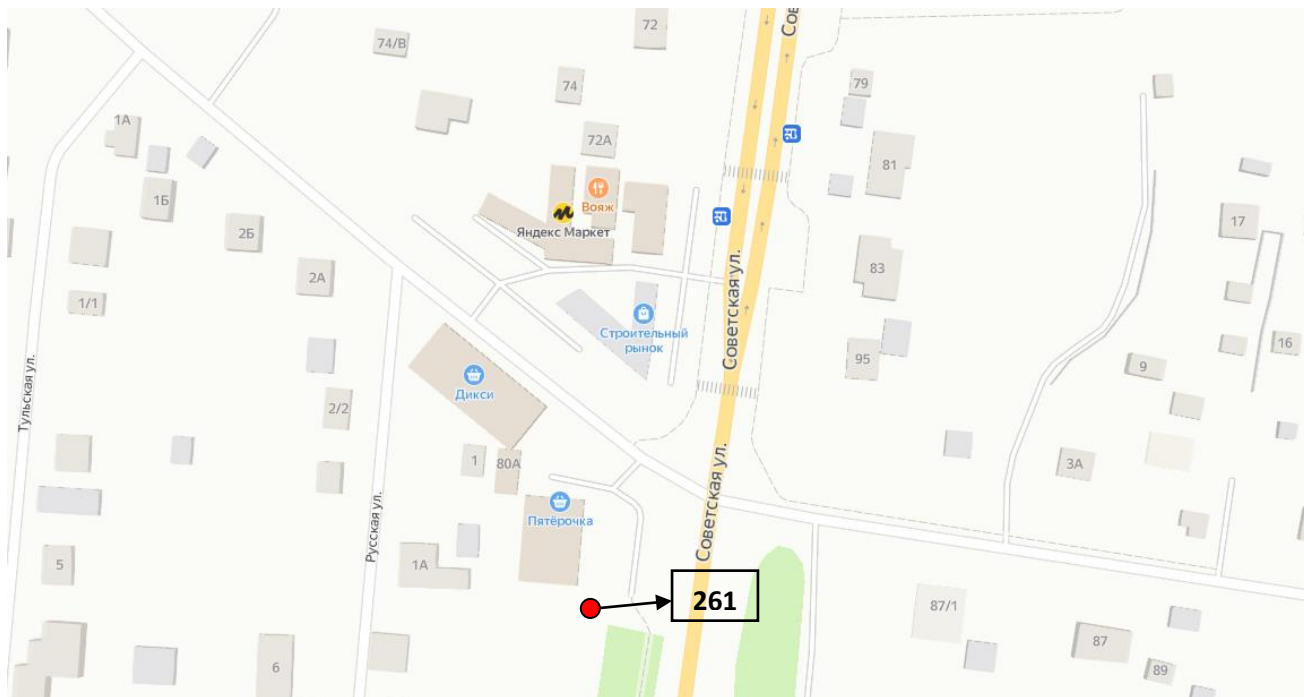 72
Сов
74/В
74
79
1А
72А
81
1Б
Вояж
Яндекс Маркет
17
2Б
2А
83
1/1
Советская ул.
Строительный
рынок
16
95
9
Дикси
Тульская ул.
2/2
1
80А
3А
Советская ул.
Пятёрочка
Русская ул.
5
1А
261
87/1
87
6
89